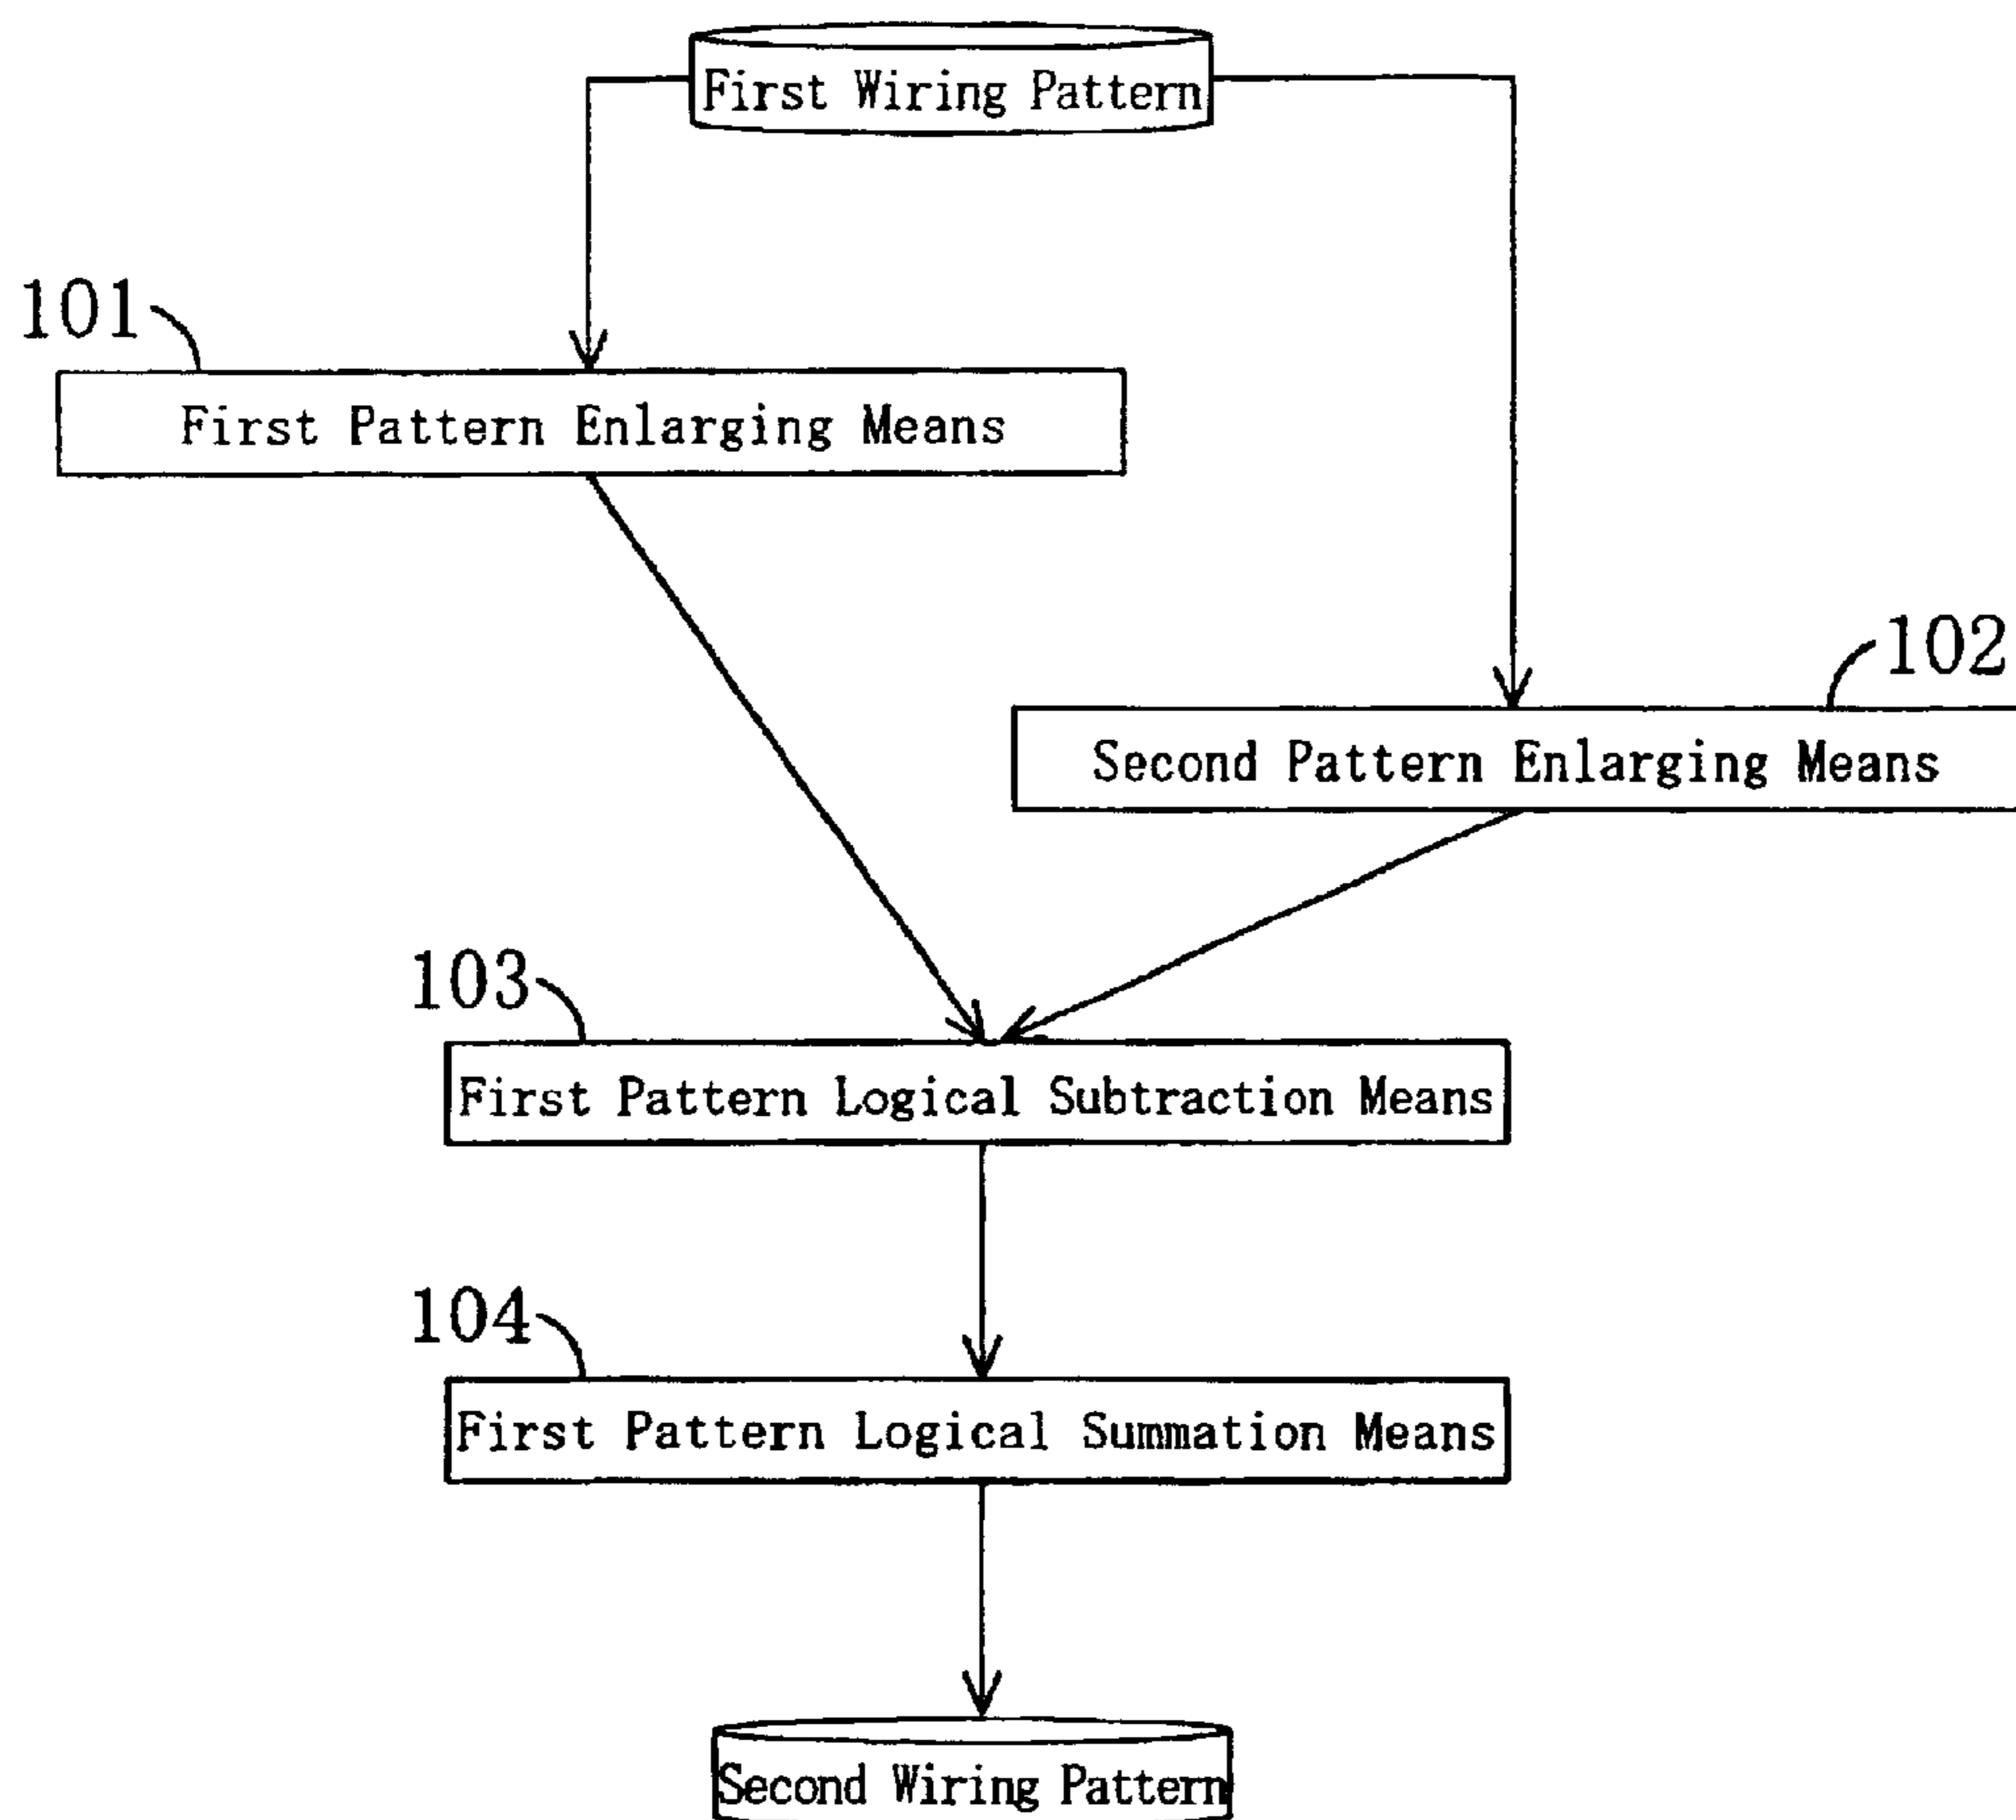 First Wiring Pattern
101
First Pattern Enlarging Means
102
Second Pattern Enlarging Means
103
First Pattern Logical Subtraction Means
104
First Pattern Logical Summation Means
Second Wiring Pattern